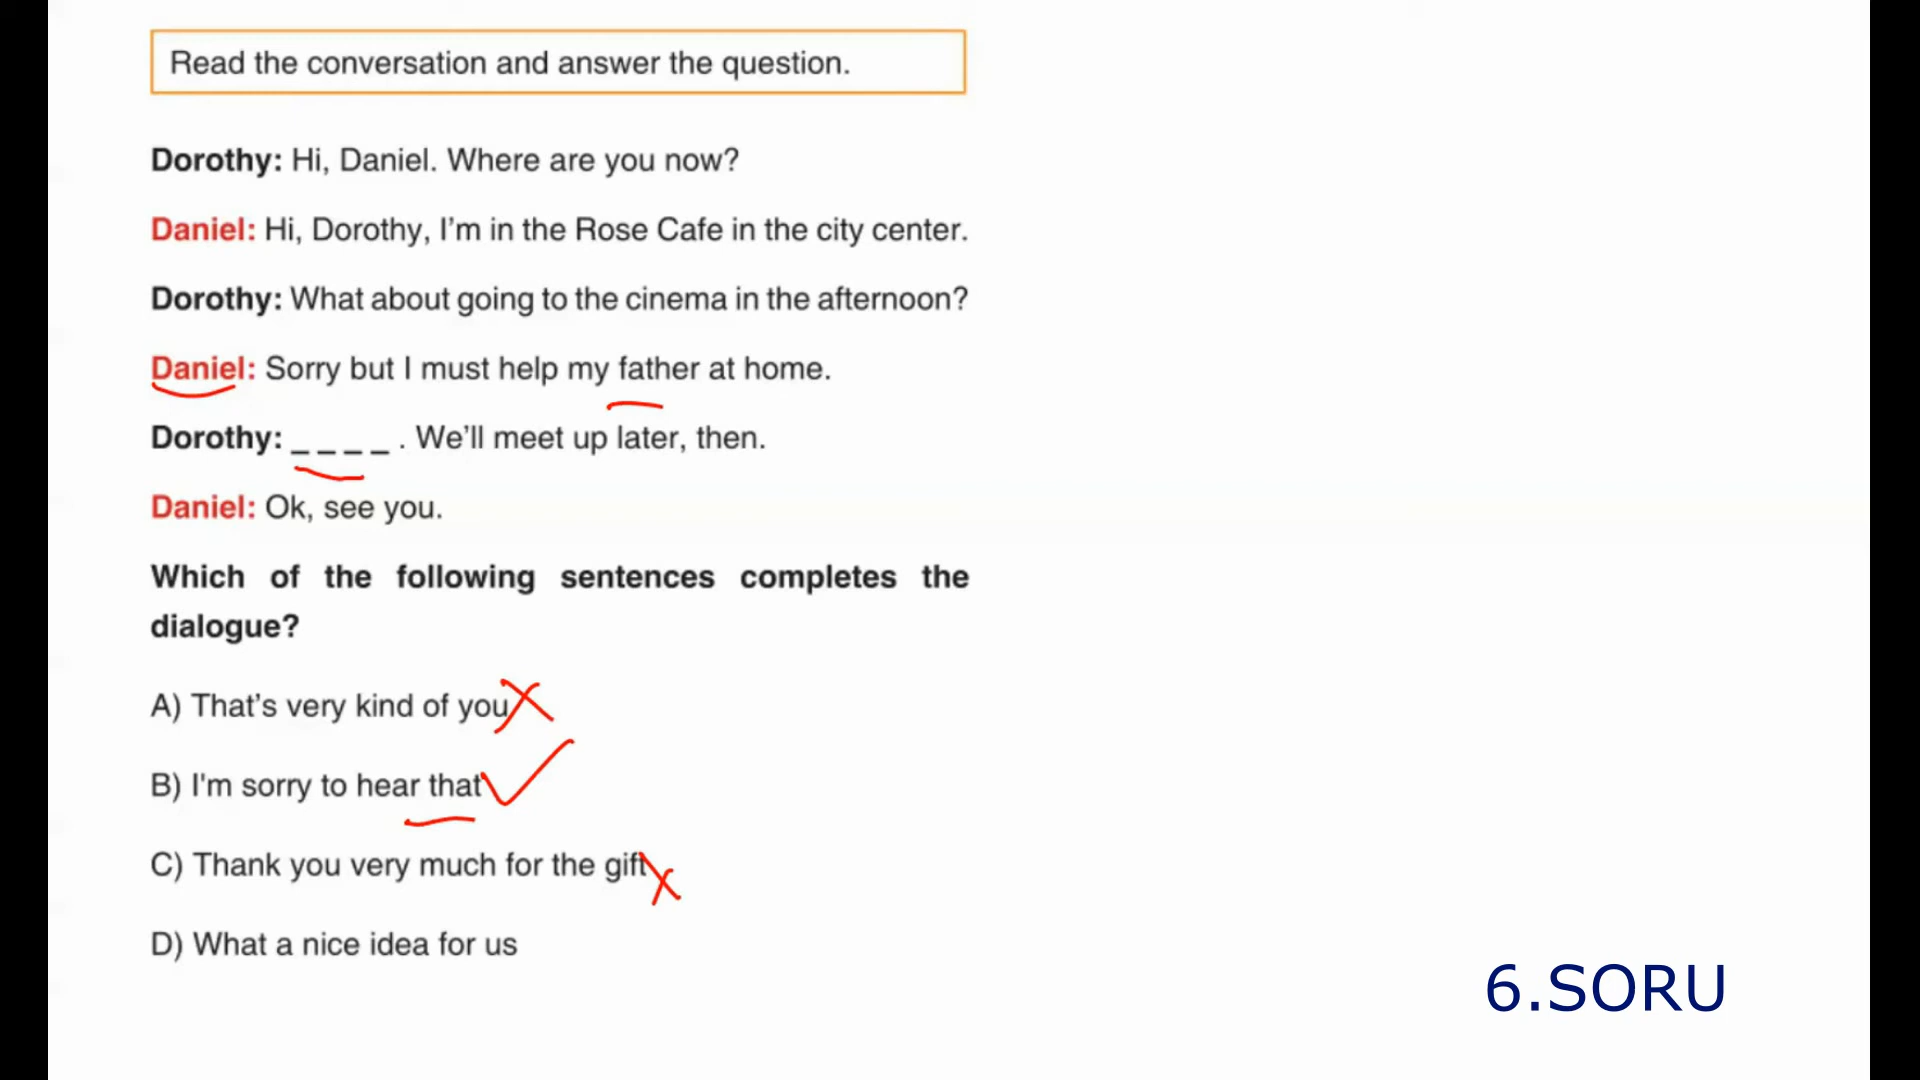 Read the conversation and answer the question.
Dorothy: Hi, Daniel. Where are you now?
Daniel: Hi, Dorothy, I'm in the Rose Cafe in the city center.
Dorothy: What about going to the cinema in the afternoon?
Daniel: Sorry but I must help my father at home.
Dorothy: _ _ _ _ . We'll meet up later, then.
Daniel: Ok, see you.
Which of the following sentences completes the
dialogue?
A) That's very kind of you
B) I'm sorry to hear that
C) Thank you very much for the gift
D) What a nice idea for us
6.SORU